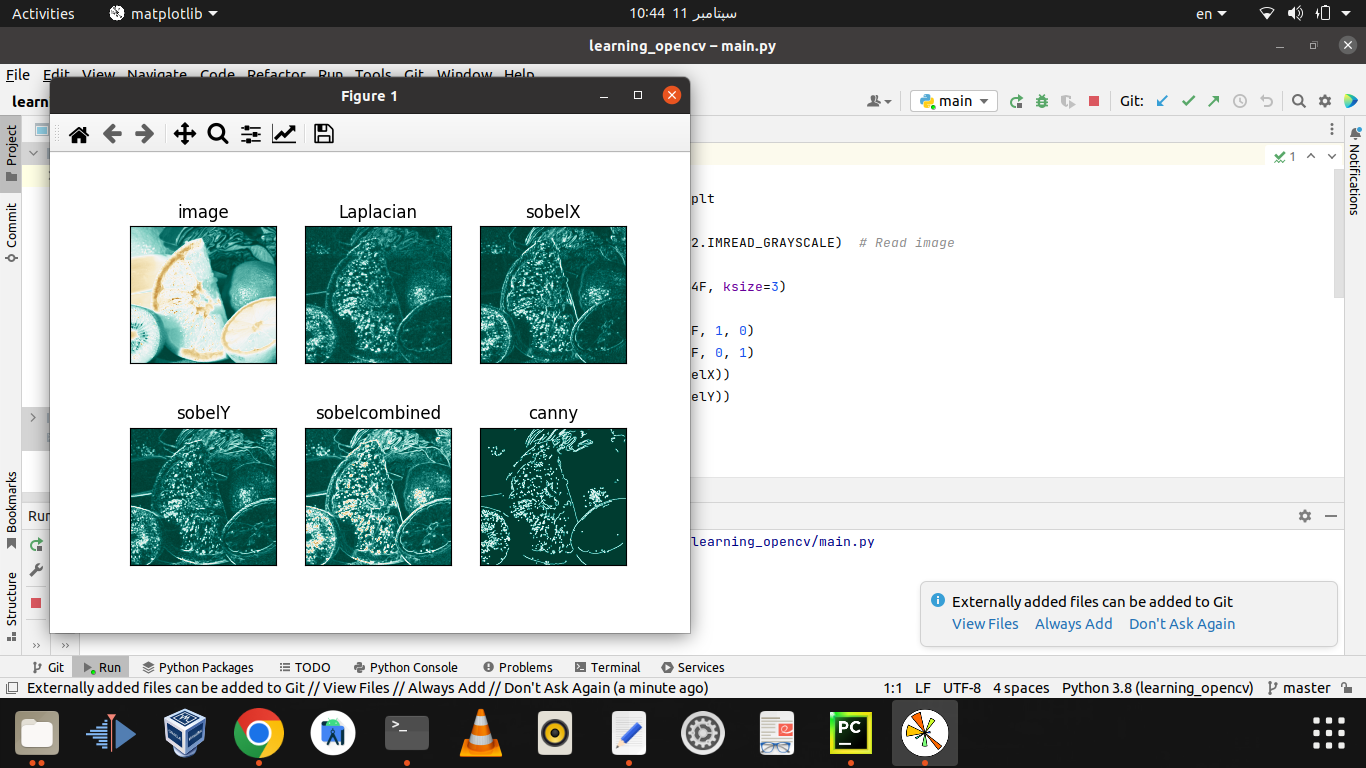 Activities
matplotlib
10:44 11 سپتامبر
en
learning_opencv – main.py
File Edit View Navigate Code Refactor Run Tools Git Window Help
learn
main
Git:
Figure 1
Project
Commit
Bookmarks
Structure
Notifications
1
image
Laplacian
sobelX
sobelY
sobelcombined
canny
plt
2.IMREAD_GRAYSCALE)  # Read image
4F, ksize=3)
F, 1, 0)
F, 0, 1)
elX))
elY))
Run
learning_opencv/main.py
Externally added files can be added to Git
View Files Always Add Don't Ask Again
Git
Run
Python Packages
TODO
Python Console
Problems
Terminal
Services
Externally added files can be added to Git // View Files // Always Add // Don't Ask Again (a minute ago)
1:1 LF UTF-8 4 spaces Python 3.8 (learning_opencv) master
>_
PC